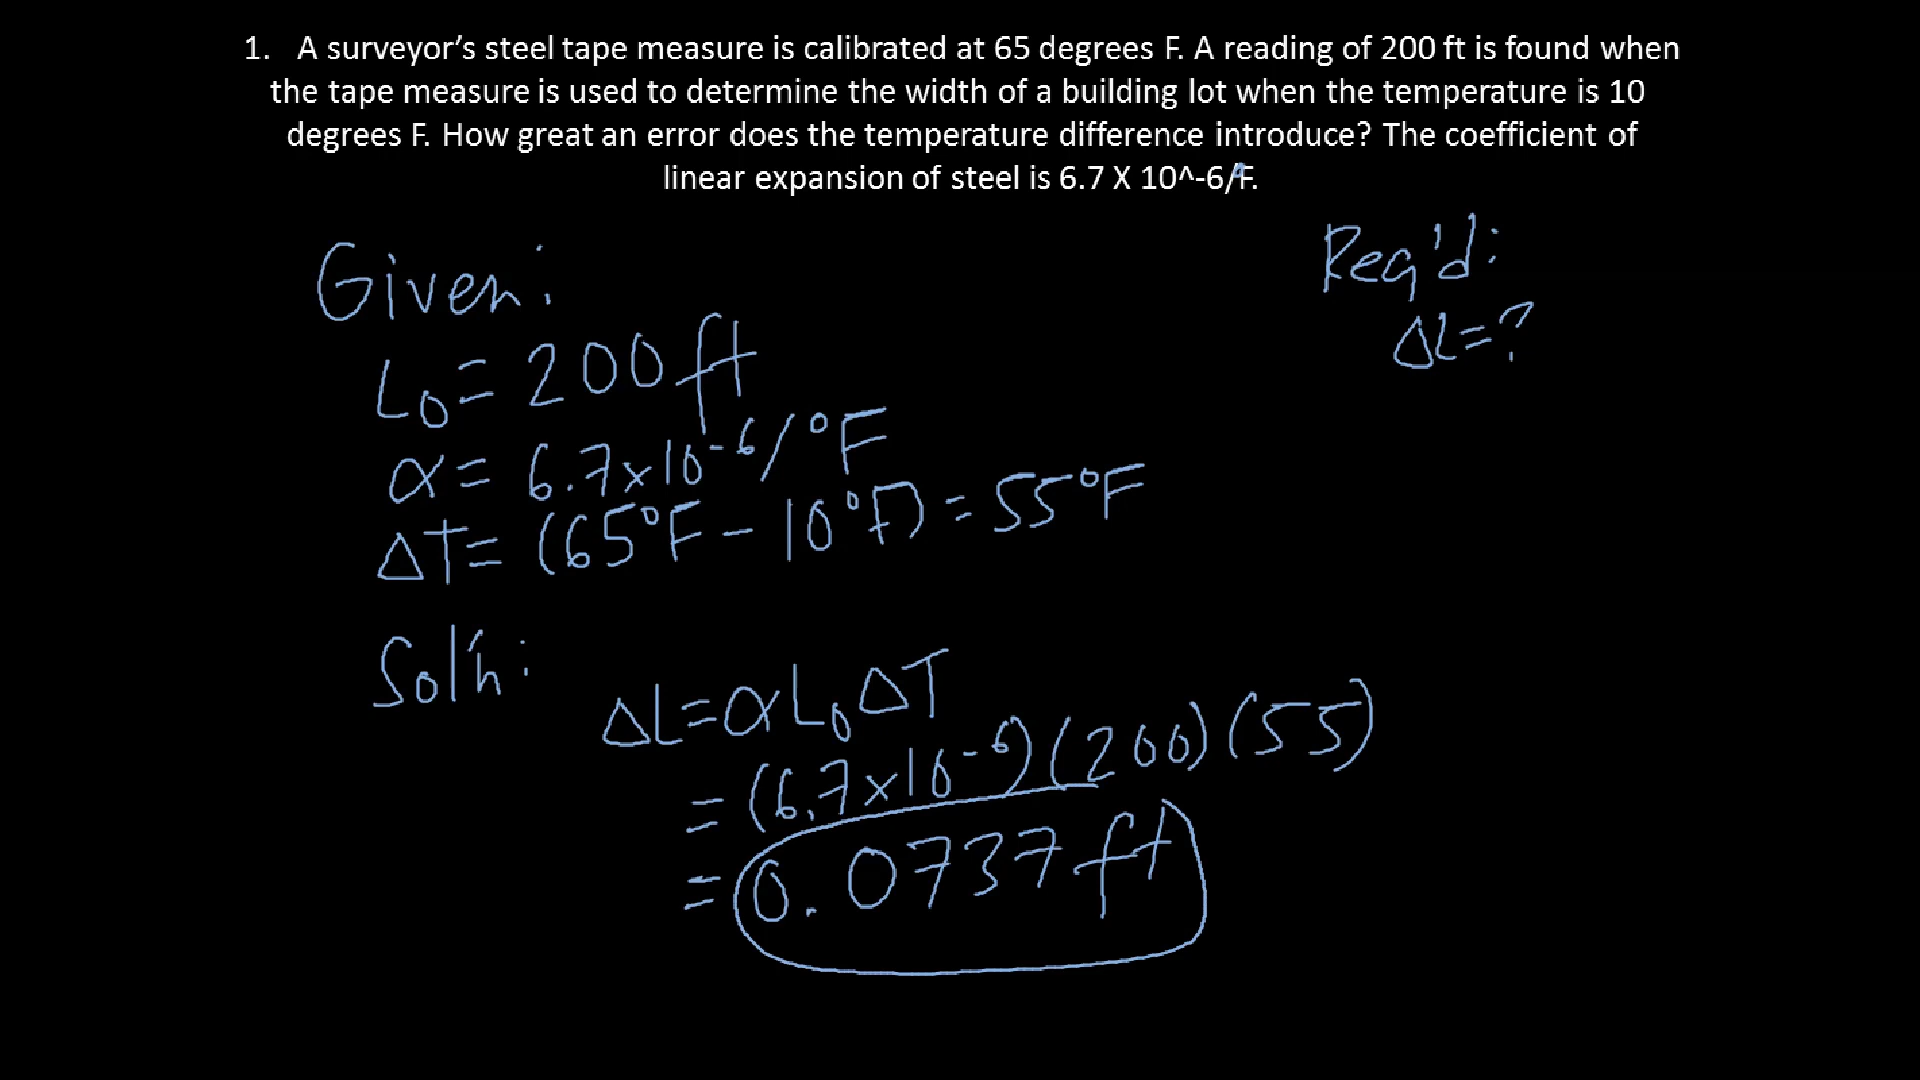 1. A surveyor's steel tape measure is calibrated at 65 degrees F. A reading of 200 ft is found when
the tape measure is used to determine the width of a building lot when the temperature is 10
degrees F. How great an error does the temperature difference introduce? The coefficient of
linear expansion of steel is 6.7 X 10^-6/°F.
Given:
Req'd:
ΔL=?
L₀ = 200 ft
α = 6.7x10⁻⁶/°F
ΔT= (65°F - 10°F) = 55°F
Sol'n:
ΔL=αL₀ΔT
= (6.7x10⁻⁶)(200)(55)
= 0.0737 ft